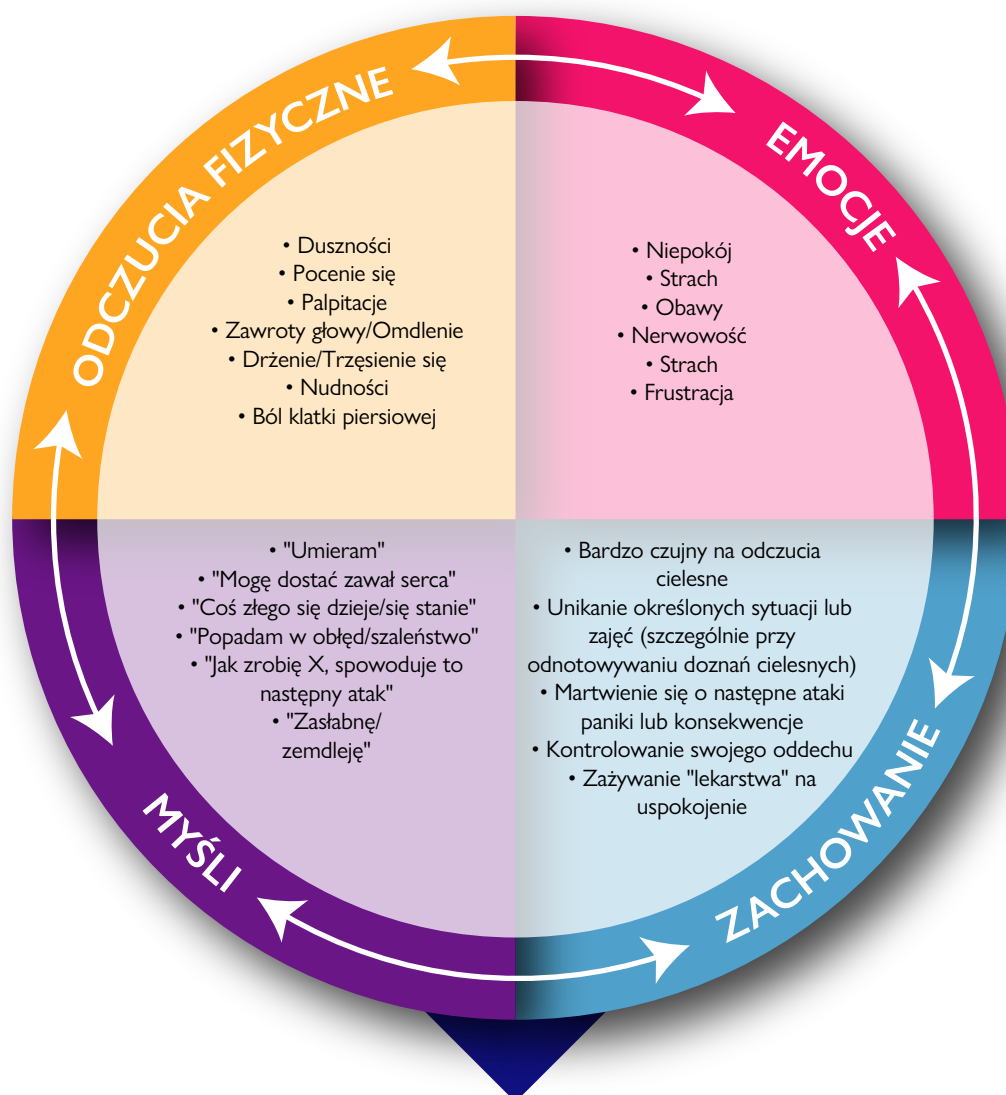 ODCZUCIA FIZYCZNE
• Duszności
• Pocenie się
• Palpitacje
• Zawroty głowy/Omdlenie
• Drżenie/Trzęsienie się
• Nudności
• Ból klatki piersiowej
EMOCJE
• Niepokój
• Strach
• Obawy
• Nerwowość
• Strach
• Frustracja
MYŚLI
• "Umieram"
• "Mogę dostać zawał serca"
• "Coś złego się dzieje/się stanie"
• "Popadam w obłęd/szaleństwo"
• "Jak zrobię X, spowoduje to
następny atak"
• "Zasłabnę/
zemdleję"
ZACHOWANIE
• Bardzo czujny na odczucia
cielesne
• Unikanie określonych sytuacji lub
zajęć (szczególnie przy
odnotowywaniu doznań cielesnych)
• Martwienie się o następne ataki
paniki lub konsekwencje
• Kontrolowanie swojego oddechu
• Zażywanie "lekarstwa" na
uspokojenie